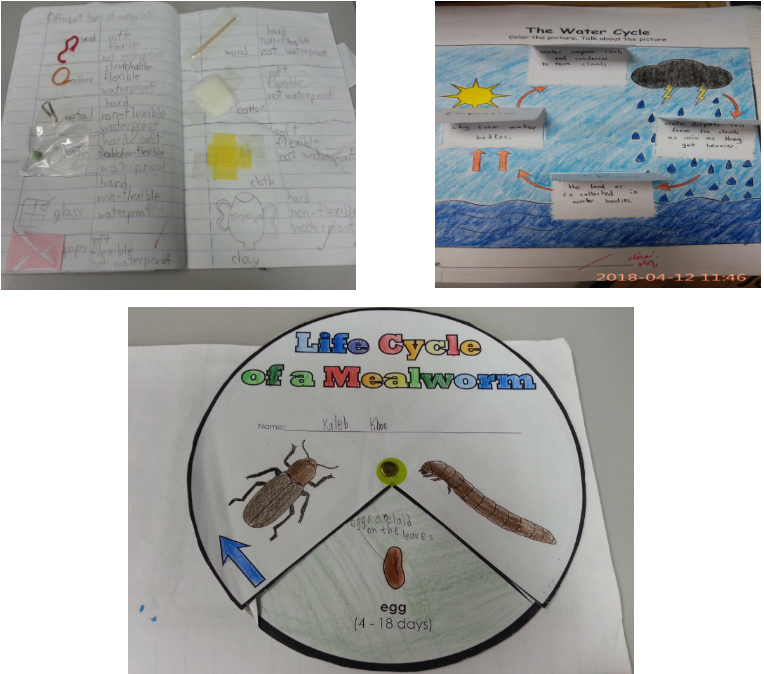 Different types of materials
soft
flexible
not waterproof
stretchable
flexible
waterproof
metal
hard
non-flexible
waterproof
hard/soft
waterproof
glass
hard
non-flexible
waterproof
soft
flexible
not waterproof
wood
hard
non-flexible
not waterproof
cotton
soft
flexible
not waterproof
cloth
soft
flexible
not waterproof
clay
hard
non-flexible
waterproof
The Water Cycle
Color the picture. Talk about the picture
water vapor cools
and condenses
to form clouds.
sky from water
bodies.
Water droplets fall
from the clouds
as rain as they
get heavier.
the land or
is collected in
water bodies.
2018-04-12 11:46
Life Cycle
of a Mealworm
Name: Kaleb Khoo
eggs are laid
on the leaves
egg
(4 - 18 days)